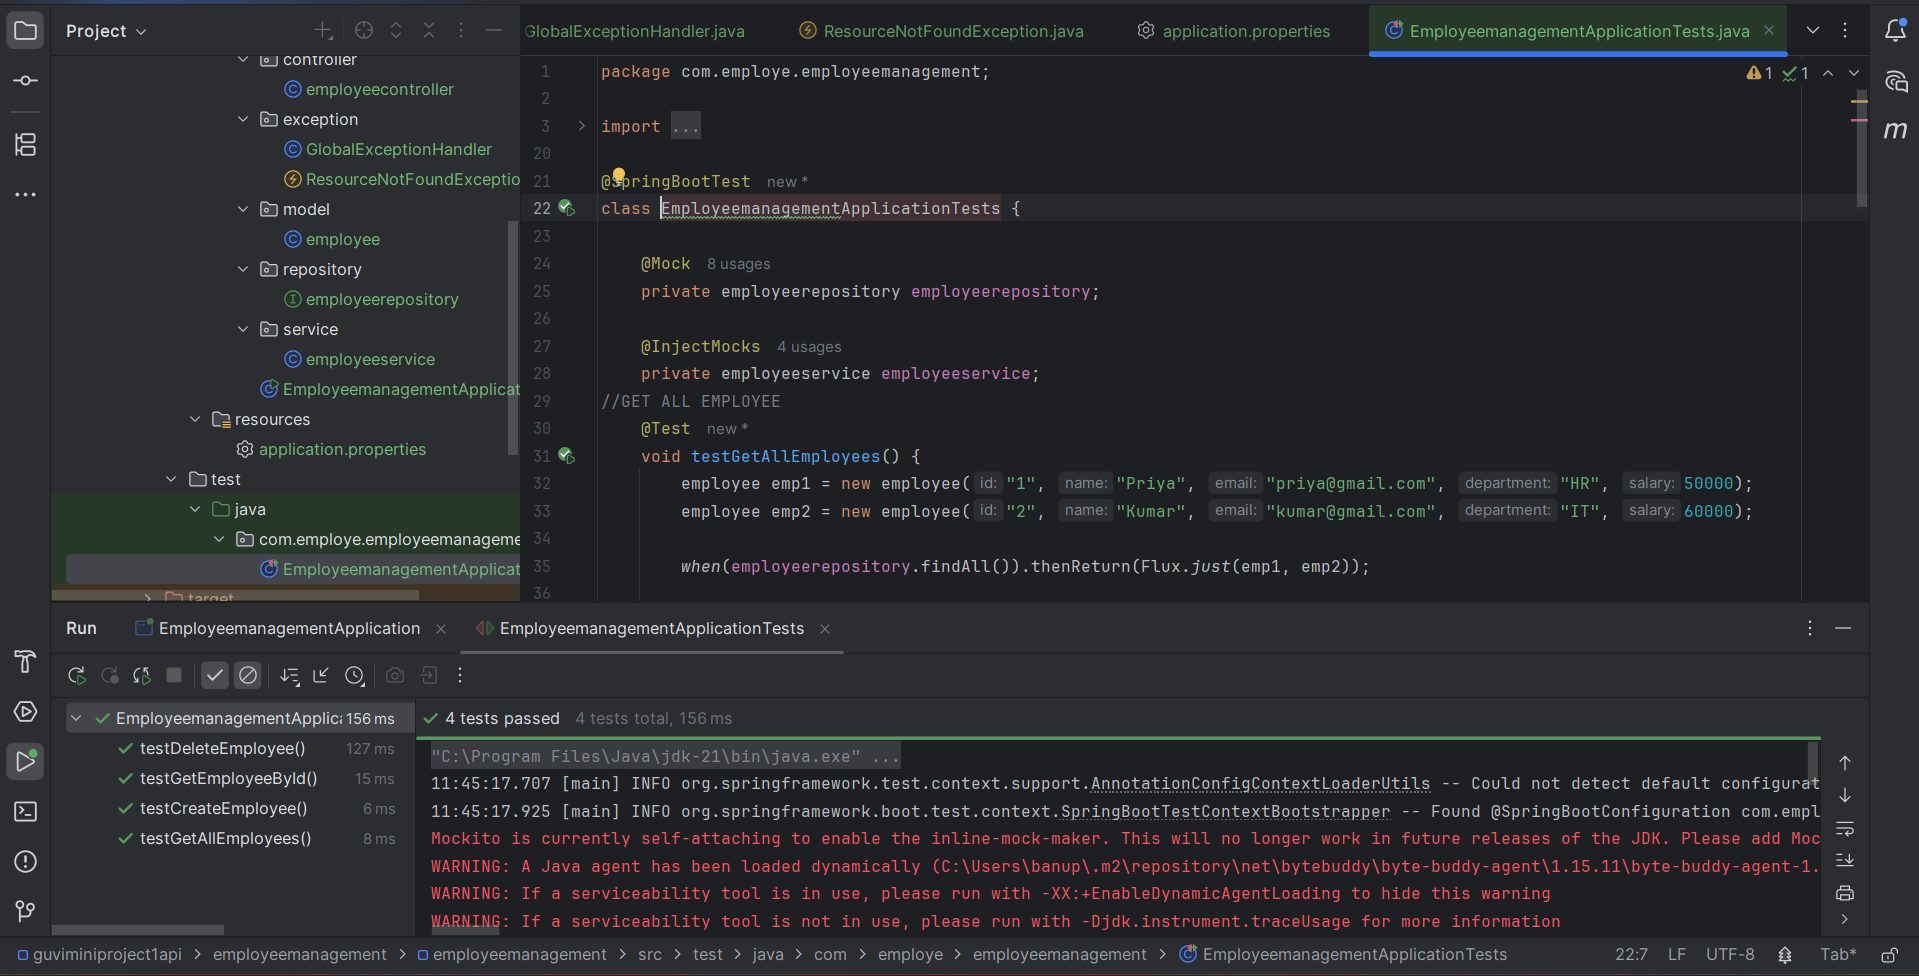 Project
GlobalExceptionHandler.java
ResourceNotFoundException.java
application.properties
EmployeemanagementApplicationTests.java
controller
employeecontroller
exception
GlobalExceptionHandler
ResourceNotFoundExceptio
model
employee
repository
employeerepository
service
employeeservice
EmployeemanagementApplicat
resources
application.properties
test
java
com.employe.employeemanageme
EmployeemanagementApplicat
target
1 package com.employe.employeemanagement;
2
3 import ...
20
21 @SpringBootTest new *
22 class EmployeemanagementApplicationTests {
23
24 @Mock 8 usages
25 private employeerepository employeerepository;
26
27 @InjectMocks 4 usages
28 private employeeservice employeeservice;
29 //GET ALL EMPLOYEE
30 @Test new *
31 void testGetAllEmployees() {
32 employee emp1 = new employee( id: "1", name: "Priya", email: "priya@gmail.com", department: "HR", salary: 50000);
33 employee emp2 = new employee( id: "2", name: "Kumar", email: "kumar@gmail.com", department: "IT", salary: 60000);
34
35 when(employeerepository.findAll()).thenReturn(Flux.just(emp1, emp2));
36
1 1
m
Run EmployeemanagementApplication EmployeemanagementApplicationTests
EmployeemanagementApplica 156 ms
testDeleteEmployee() 127 ms
testGetEmployeeById() 15 ms
testCreateEmployee() 6 ms
testGetAllEmployees() 8 ms
4 tests passed 4 tests total, 156 ms
"C:\Program Files\Java\jdk-21\bin\java.exe" ...
11:45:17.707 [main] INFO org.springframework.test.context.support.AnnotationConfigContextLoaderUtils -- Could not detect default configurat
11:45:17.925 [main] INFO org.springframework.boot.test.context.SpringBootTestContextBootstrapper -- Found @SpringBootConfiguration com.empl
Mockito is currently self-attaching to enable the inline-mock-maker. This will no longer work in future releases of the JDK. Please add Moc
WARNING: A Java agent has been loaded dynamically (C:\Users\banup\.m2\repository\net\bytebuddy\byte-buddy-agent\1.15.11\byte-buddy-agent-1.
WARNING: If a serviceability tool is in use, please run with -XX:+EnableDynamicAgentLoading to hide this warning
WARNING: If a serviceability tool is not in use, please run with -Djdk.instrument.traceUsage for more information
guviminiproject1api > employeemanagement > employeemanagement > src > test > java > com > employe > employeemanagement > EmployeemanagementApplicationTests
22:7 LF UTF-8 Tab*